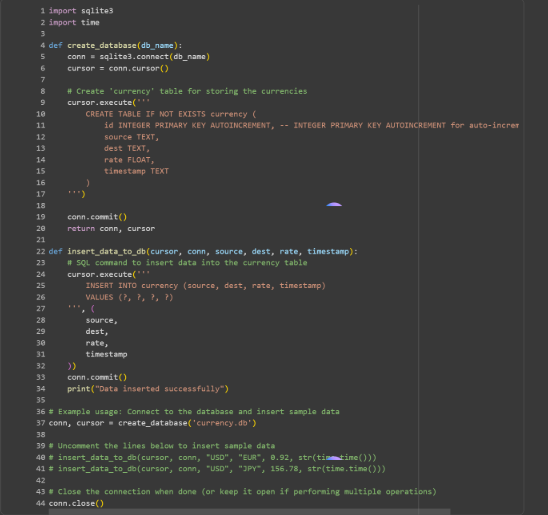 1 import sqlite3
2 import time
3
4 def create_database(db_name):
5     conn = sqlite3.connect(db_name)
6     cursor = conn.cursor()
7
8     # Create 'currency' table for storing the currencies
9     cursor.execute('''
10         CREATE TABLE IF NOT EXISTS currency (
11             id INTEGER PRIMARY KEY AUTOINCREMENT, -- INTEGER PRIMARY KEY AUTOINCREMENT for auto-increm
12             source TEXT,
13             dest TEXT,
14             rate FLOAT,
15             timestamp TEXT
16         )
17     ''')
18
19     conn.commit()
20     return conn, cursor
21
22 def insert_data_to_db(cursor, conn, source, dest, rate, timestamp):
23     # SQL command to insert data into the currency table
24     cursor.execute('''
25         INSERT INTO currency (source, dest, rate, timestamp)
26         VALUES (?, ?, ?, ?)
27     ''', (
28         source,
29         dest,
30         rate,
31         timestamp
32     ))
33     conn.commit()
34     print("Data inserted successfully")
35
36 # Example usage: Connect to the database and insert sample data
37 conn, cursor = create_database('currency.db')
38
39 # Uncomment the lines below to insert sample data
40 # insert_data_to_db(cursor, conn, "USD", "EUR", 0.92, str(time.time()))
41 # insert_data_to_db(cursor, conn, "USD", "JPY", 156.78, str(time.time()))
42
43 # Close the connection when done (or keep it open if performing multiple operations)
44 conn.close()